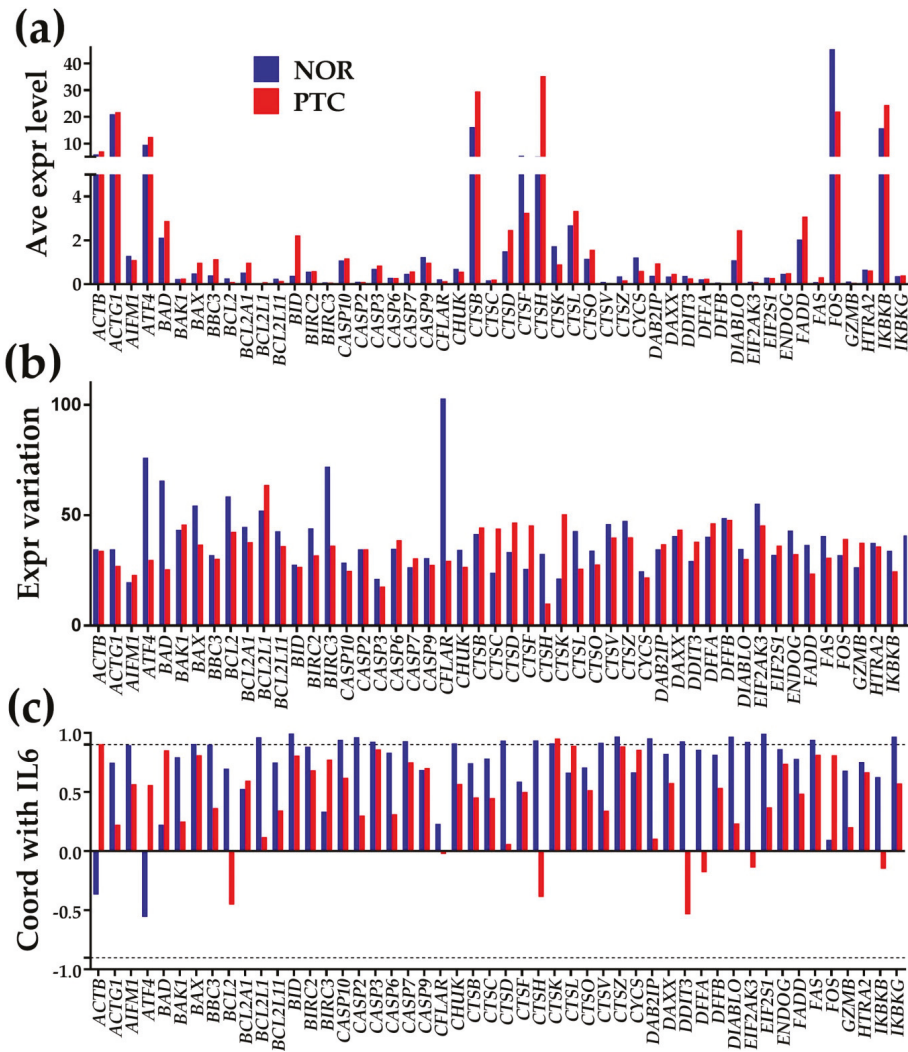 (a)
Ave expr level
40
30
20
10
4
2
0
NOR
PTC
ACTB ACTG1 AIFM1 ATF4 BAD BAK1 BAX BBC3 BCL2 BCL2A1 BCL2L1 BCL2L11 BID BIRC2 BIRC3 CASP10 CASP2 CASP3 CASP6 CASP7 CASP9 CFLAR CHUK CTSB CTSC CTSD CTSF CTSH CTSK CTSL CTSO CTSV CTSZ CYCS DAB2IP DAXX DDIT3 DFFA DFFB DIABLO EIF2AK3 EIF2S1 ENDOG FADD FAS FOS GZMB HTRA2 IKBKB IKBKG
(b)
Expr variation
100
50
0
ACTB ACTG1 AIFM1 ATF4 BAD BAK1 BAX BBC3 BCL2 BCL2A1 BCL2L1 BCL2L11 BID BIRC2 BIRC3 CASP10 CASP2 CASP3 CASP6 CASP7 CASP9 CFLAR CHUK CTSB CTSC CTSD CTSF CTSH CTSK CTSL CTSO CTSV CTSZ CYCS DAB2IP DAXX DDIT3 DFFA DFFB DIABLO EIF2AK3 EIF2S1 ENDOG FADD FAS FOS GZMB HTRA2 IKBKB
(c)
Coord with IL6
1.0
0.5
0.0
-0.5
-1.0
ACTB ACTG1 AIFM1 ATF4 BAD BAK1 BAX BBC3 BCL2 BCL2A1 BCL2L1 BCL2L11 BID BIRC2 BIRC3 CASP10 CASP2 CASP3 CASP6 CASP7 CASP9 CFLAR CHUK CTSB CTSC CTSD CTSF CTSH CTSK CTSL CTSO CTSV CTSZ CYCS DAB2IP DAXX DDIT3 DFFA DFFB DIABLO EIF2AK3 EIF2S1 ENDOG FADD FAS FOS GZMB HTRA2 IKBKB IKBKG